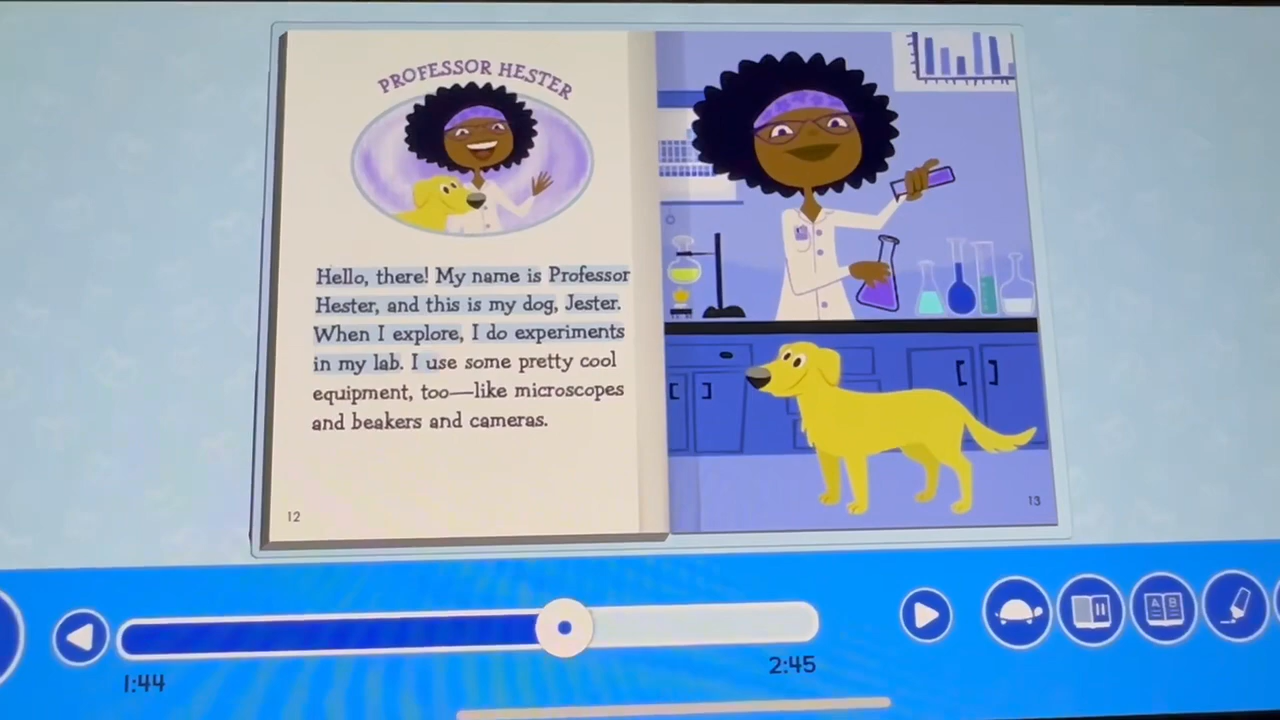 PROFESSOR HESTER
Hello, there! My name is Professor
Hester, and this is my dog, Jester.
When I explore, I do experiments
in my lab. I use some pretty cool
equipment, too—like microscopes
and beakers and cameras.
12
13
1:44
2:45
A B